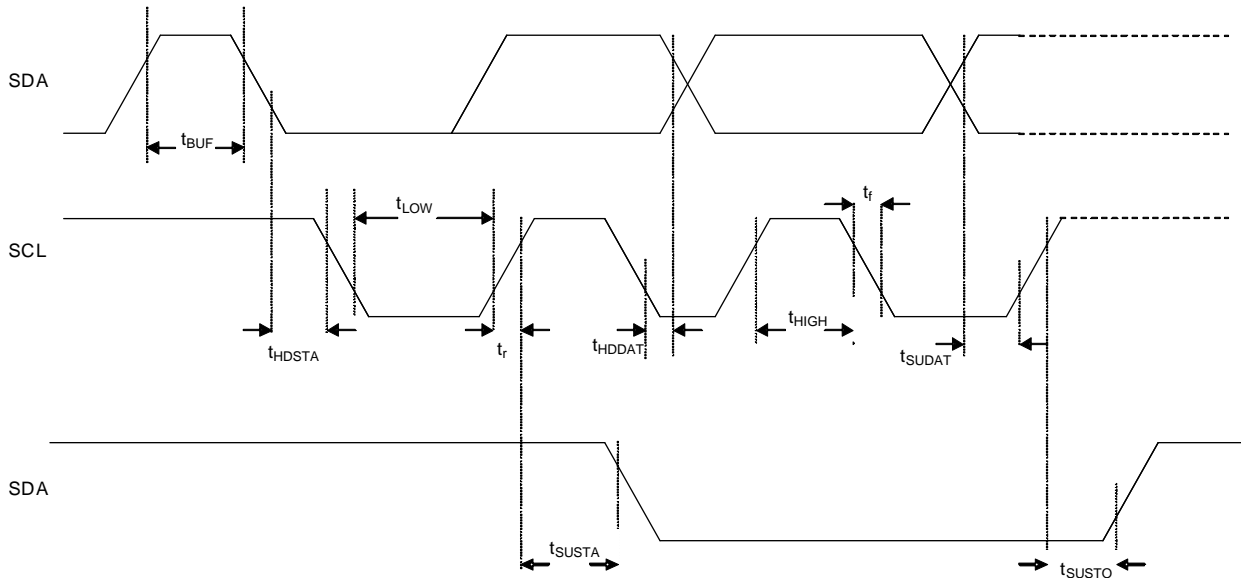 SDA
tBUF
SCL
tLOW
tf
tHDSTA
tr
tHDDAT
tHIGH
tSUDAT
SDA
tSUSTA
tSUSTO